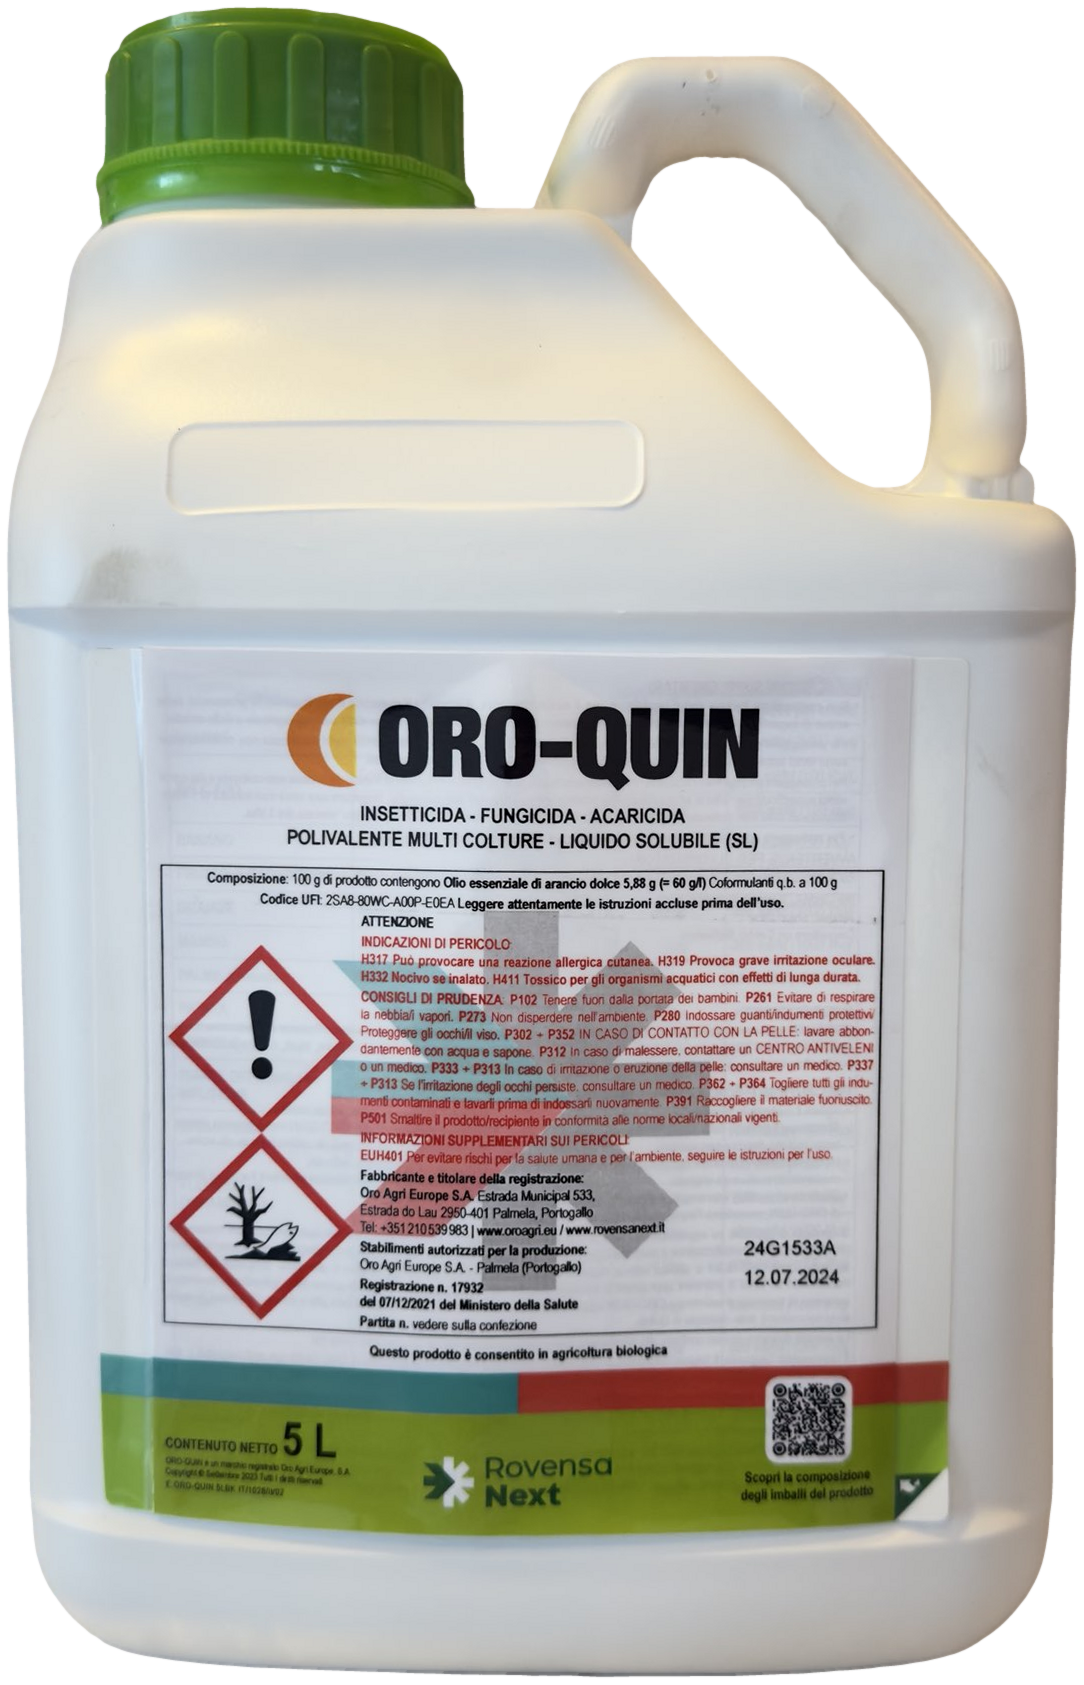 ORO-QUIN
INSETTICIDA - FUNGICIDA - ACARICIDA
POLIVALENTE MULTI COLTURE - LIQUIDO SOLUBILE (SL)
Composizione: 100 g di prodotto contengono Olio essenziale di arancio dolce 5,88 g (= 60 g/l) Coformulanti q.b. a 100 g
Codice UFI: 2SA8-80WC-A00P-E0EA Leggere attentamente le istruzioni accluse prima dell'uso.
ATTENZIONE
INDICAZIONI DI PERICOLO:
H317 Può provocare una reazione allergica cutanea. H319 Provoca grave irritazione oculare.
H332 Nocivo se inalato. H411 Tossico per gli organismi acquatici con effetti di lunga durata.
CONSIGLI DI PRUDENZA: P102 Tenere fuori dalla portata dei bambini. P261 Evitare di respirare
la nebbia/i vapori. P273 Non disperdere nell'ambiente. P280 Indossare guanti/indumenti protettivi/
Proteggere gli occhi/il viso. P302 + P352 IN CASO DI CONTATTO CON LA PELLE: lavare abbon-
dantemente con acqua e sapone. P312 In caso di malessere, contattare un CENTRO ANTIVELENI
o un medico. P333 + P313 In caso di irritazione o eruzione della pelle: consultare un medico. P337
+ P313 Se l'irritazione degli occhi persiste, consultare un medico. P362 + P364 Togliere tutti gli indu-
menti contaminati e lavarli prima di indossarli nuovamente. P391 Raccogliere il materiale fuoriuscito.
P501 Smaltire il prodotto/recipiente in conformità alle norme locali/nazionali vigenti.
INFORMAZIONI SUPPLEMENTARI SUI PERICOLI:
EUH401 Per evitare rischi per la salute umana e per l'ambiente, seguire le istruzioni per l'uso.
Fabbricante e titolare della registrazione:
Oro Agri Europe S.A. Estrada Municipal 533,
Estrada do Lau 2950-401 Palmela, Portogallo
Tel: +351 210 539 983 | www.oroagri.eu / www.rovensanext.it
Stabilimenti autorizzati per la produzione:
Oro Agri Europe S.A. - Palmela (Portogallo)
Registrazione n. 17932
del 07/12/2021 del Ministero della Salute
Partita n. vedere sulla confezione
24G1533A
12.07.2024
Questo prodotto è consentito in agricoltura biologica
CONTENUTO NETTO 5 L
ORO-QUIN è un marchio registrato Oro Agri Europe, S.A.
Copyright © Settembre 2023 Tutti i diritti riservati
Rovensa
Next
Scopri la composizione
degli imballi del prodotto